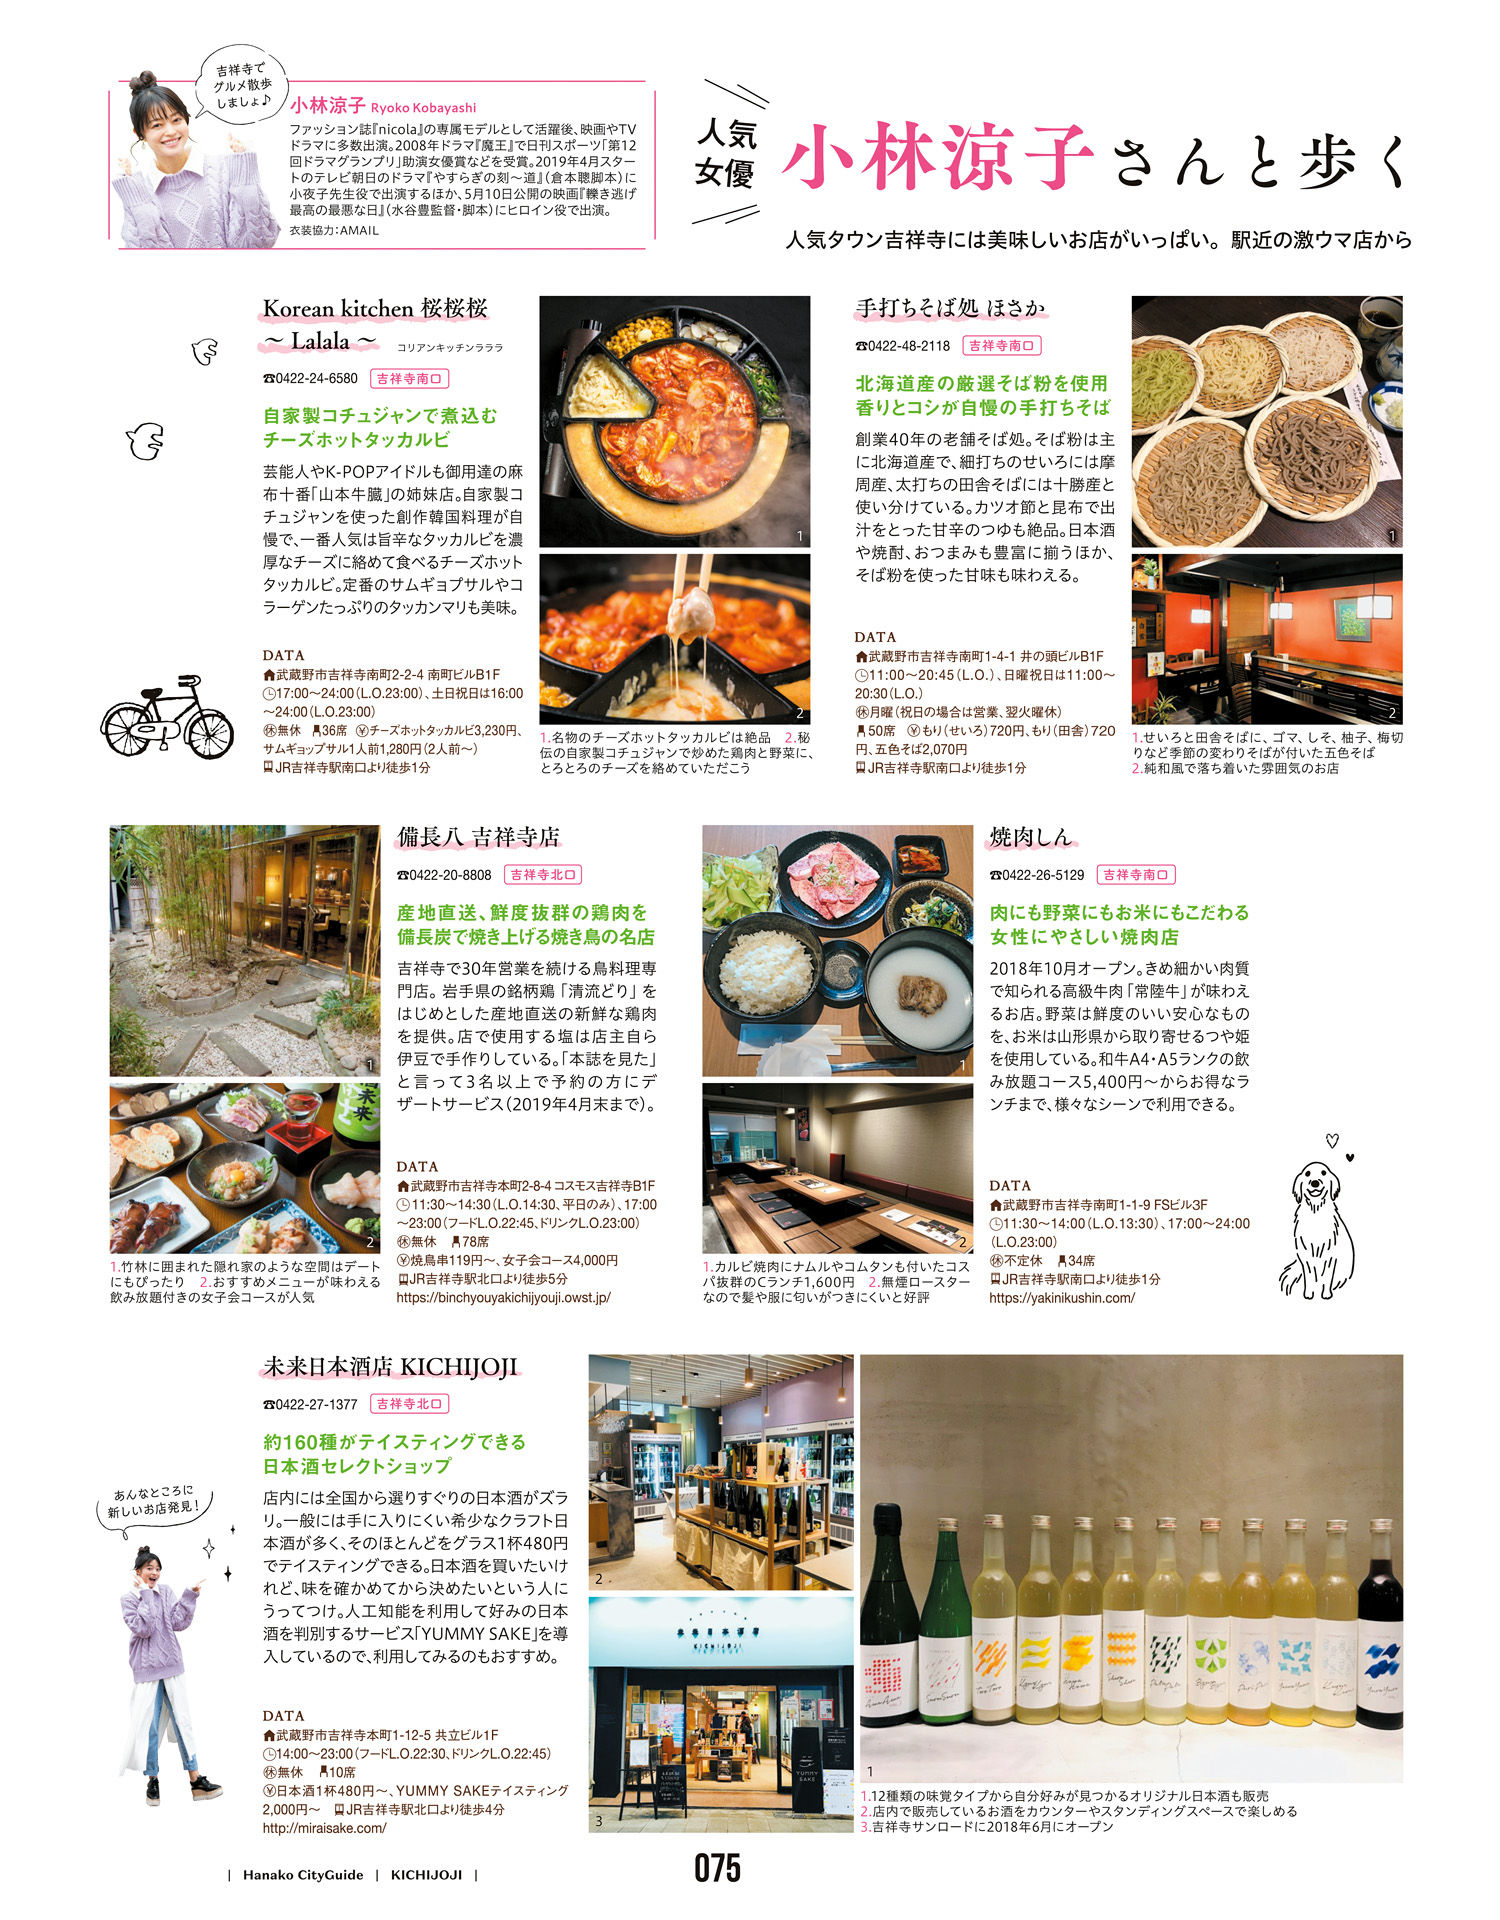 吉祥寺で
グルメ散歩
しましょ♪
小林涼子 Ryoko Kobayashi
ファッション誌『nicola』の専属モデルとして活躍後、映画やTV
ドラマに多数出演。2008年ドラマ『魔王』で日刊スポーツ「第12
回ドラマグランプリ」助演女優賞などを受賞。2019年4月スター
トのテレビ朝日のドラマ『やすらぎの刻～道』（倉本聰脚本）に
小夜子先生役で出演するほか、5月10日公開の映画『轢き逃げ
最高の最悪な日』（水谷豊監督・脚本）にヒロイン役で出演。
衣装協力：AMAIL
人気
女優
小林涼子さんと歩く
人気タウン吉祥寺には美味しいお店がいっぱい。駅近の激ウマ店から
Korean kitchen 桜桜桜
～ Lalala ～ コリアンキッチンラララ
☎0422-24-6580 吉祥寺南口
自家製コチュジャンで煮込む
チーズホットタッカルビ
芸能人やK-POPアイドルも御用達の麻
布十番「山本牛臓」の姉妹店。自家製コ
チュジャンを使った創作韓国料理が自
慢で、一番人気は旨辛なタッカルビを濃
厚なチーズに絡めて食べるチーズホット
タッカルビ。定番のサムギョプサルやコ
ラーゲンたっぷりのタッカンマリも美味。
DATA
武蔵野市吉祥寺南町2-2-4 南町ビルB1F
17:00～24:00（L.O.23:00）、土日祝日は16:00
～24:00（L.O.23:00）
㊡無休 36席 ¥チーズホットタッカルビ3,230円、
サムギョップサル1人前1,280円（2人前～）
JR吉祥寺駅南口より徒歩1分
1
2
1.名物のチーズホットタッカルビは絶品 2.秘
伝の自家製コチュジャンで炒めた鶏肉と野菜に、
とろとろのチーズを絡めていただこう
手打ちそば処 ほさか
☎0422-48-2118 吉祥寺南口
北海道産の厳選そば粉を使用
香りとコシが自慢の手打ちそば
創業40年の老舗そば処。そば粉は主
に北海道産で、細打ちのせいろには摩
周産、太打ちの田舎そばには十勝産と
使い分けている。カツオ節と昆布で出
汁をとった甘辛のつゆも絶品。日本酒
や焼酎、おつまみも豊富に揃うほか、
そば粉を使った甘味も味わえる。
DATA
武蔵野市吉祥寺南町1-4-1 井の頭ビルB1F
11:00～20:45（L.O.）、日曜祝日は11:00～
20:30（L.O.）
㊡月曜（祝日の場合は営業、翌火曜休）
50席 ¥もり（せいろ）720円、もり（田舎）720
円、五色そば2,070円
JR吉祥寺駅南口より徒歩1分
1
2
1.せいろと田舎そばに、ゴマ、しそ、柚子、梅切
りなど季節の変わりそばが付いた五色そば
2.純和風で落ち着いた雰囲気のお店
1
2
1.竹林に囲まれた隠れ家のような空間はデート
にもぴったり 2.おすすめメニューが味わえる
飲み放題付きの女子会コースが人気
備長八 吉祥寺店
☎0422-20-8808 吉祥寺北口
産地直送、鮮度抜群の鶏肉を
備長炭で焼き上げる焼き鳥の名店
吉祥寺で30年営業を続ける鳥料理専
門店。岩手県の銘柄鶏「清流どり」を
はじめとした産地直送の新鮮な鶏肉
を提供。店で使用する塩は店主自ら
伊豆で手作りしている。「本誌を見た」
と言って3名以上で予約の方にデ
ザートサービス（2019年4月末まで）。
DATA
武蔵野市吉祥寺本町2-8-4 コスモス吉祥寺B1F
11:30～14:30（L.O.14:30、平日のみ）、17:00
～23:00（フードL.O.22:45、ドリンクL.O.23:00）
㊡無休 78席
¥焼鳥串119円～、女子会コース4,000円
JR吉祥寺駅北口より徒歩5分
https://binchyouyakichijyouji.owst.jp/
1
2
1.カルビ焼肉にナムルやコムタンも付いたコス
パ抜群のCランチ1,600円 2.無煙ロースター
なので髪や服に匂いがつきにくいと好評
焼肉しん
☎0422-26-5129 吉祥寺南口
肉にも野菜にもお米にもこだわる
女性にやさしい焼肉店
2018年10月オープン。きめ細かい肉質
で知られる高級牛肉「常陸牛」が味わえ
るお店。野菜は鮮度のいい安心なもの
を、お米は山形県から取り寄せるつや姫
を使用している。和牛A4・A5ランクの飲
み放題コース5,400円～からお得なラ
ンチまで、様々なシーンで利用できる。
DATA
武蔵野市吉祥寺南町1-1-9 FSビル3F
11:30～14:00（L.O.13:30）、17:00～24:00
（L.O.23:00）
㊡不定休 34席
JR吉祥寺駅南口より徒歩1分
https://yakinikushin.com/
あんなところに
新しいお店発見！
未来日本酒店 KICHIJOJI
☎0422-27-1377 吉祥寺北口
約160種がテイスティングできる
日本酒セレクトショップ
店内には全国から選りすぐりの日本酒がズラ
リ。一般には手に入りにくい希少なクラフト日
本酒が多く、そのほとんどをグラス1杯480円
でテイスティングできる。日本酒を買いたいけ
れど、味を確かめてから決めたいという人に
うってつけ。人工知能を利用して好みの日本
酒を判別するサービス「YUMMY SAKE」を導
入しているので、利用してみるのもおすすめ。
DATA
武蔵野市吉祥寺本町1-12-5 共立ビル1F
14:00～23:00（フードL.O.22:30、ドリンクL.O.22:45）
㊡無休 10席
¥日本酒1杯480円～、YUMMY SAKEテイスティング
2,000円～ JR吉祥寺駅北口より徒歩4分
http://miraisake.com/
2
未来日本酒店
KICHIJOJI
YUMMY
SAKE
3
1
1.12種類の味覚タイプから自分好みが見つかるオリジナル日本酒も販売
2.店内で販売しているお酒をカウンターやスタンディングスペースで楽しめる
3.吉祥寺サンロードに2018年6月にオープン
| Hanako CityGuide | KICHIJOJI |
075